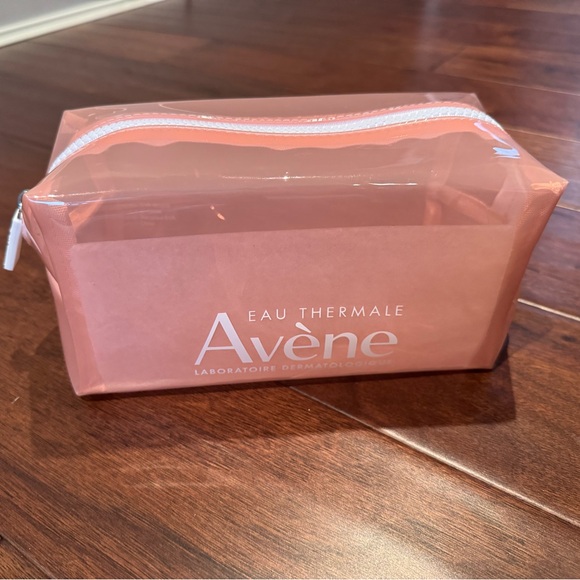 EAU THERMALE
Avène
LABORATOIRE DERMATOLOGIQUE